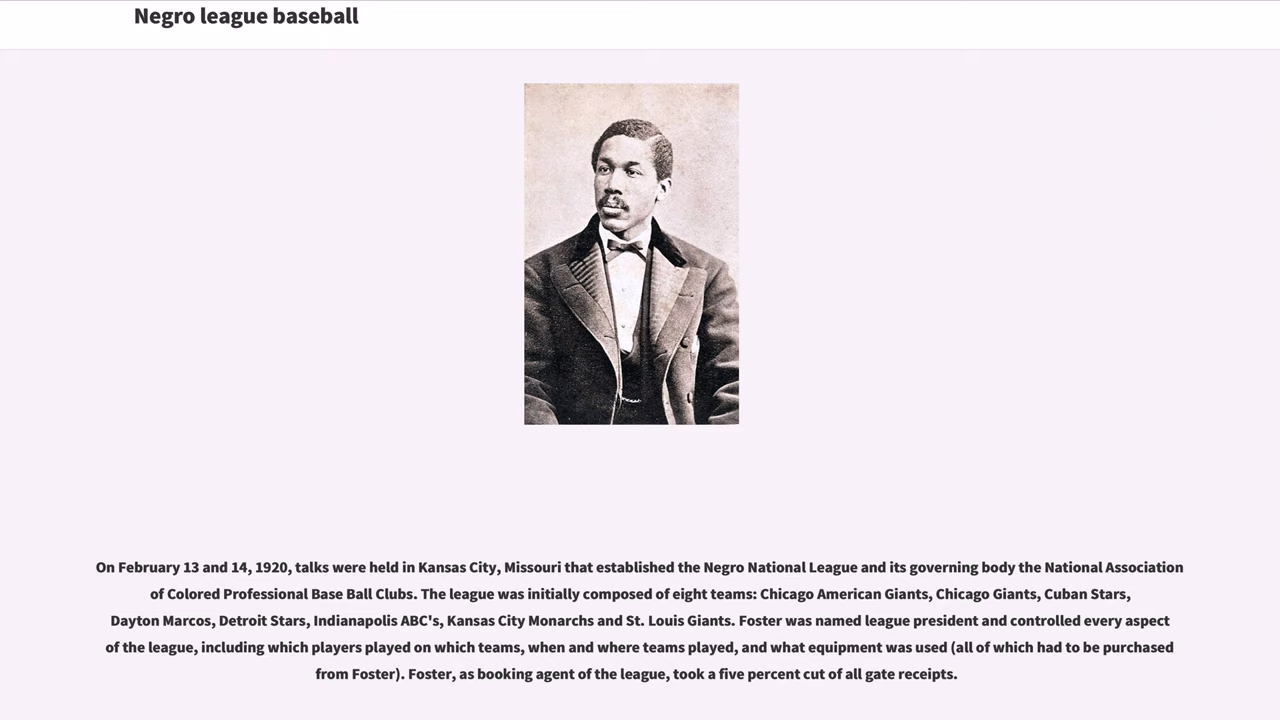 Negro league baseball
On February 13 and 14, 1920, talks were held in Kansas City, Missouri that established the Negro National League and its governing body the National Association
of Colored Professional Base Ball Clubs. The league was initially composed of eight teams: Chicago American Giants, Chicago Giants, Cuban Stars,
Dayton Marcos, Detroit Stars, Indianapolis ABC's, Kansas City Monarchs and St. Louis Giants. Foster was named league president and controlled every aspect
of the league, including which players played on which teams, when and where teams played, and what equipment was used (all of which had to be purchased
from Foster). Foster, as booking agent of the league, took a five percent cut of all gate receipts.